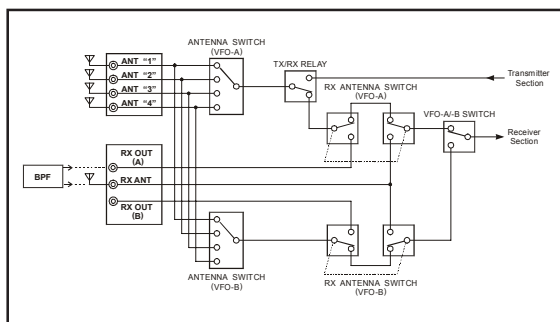 ANTENNA SWITCH
(VFO-A)
TX/RX RELAY
Transmitter
Section
RX ANTENNA SWITCH
(VFO-A)
VFO-A/-B SWITCH
Receiver
Section
ANT “1”
ANT “2”
ANT “3”
ANT “4”
BPF
RX OUT
(A)
RX ANT
RX OUT
(B)
ANTENNA SWITCH
(VFO-B)
RX ANTENNA SWITCH
(VFO-B)